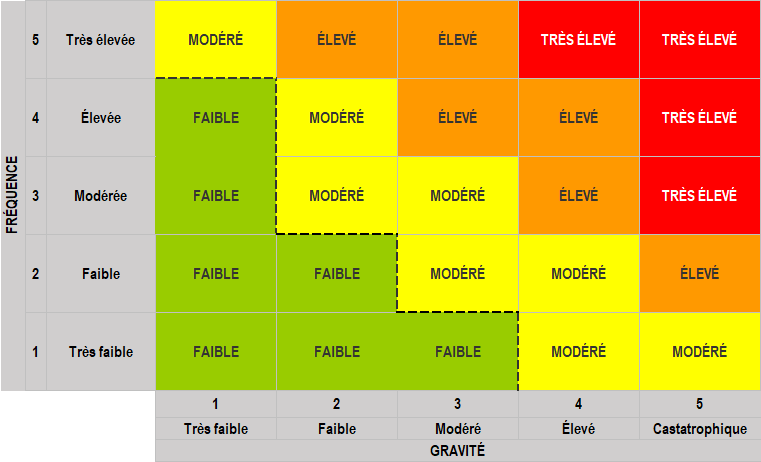 FRÉQUENCE
5 Très élevée MODÉRÉ ÉLEVÉ ÉLEVÉ TRÈS ÉLEVÉ TRÈS ÉLEVÉ
4 Élevée FAIBLE MODÉRÉ ÉLEVÉ ÉLEVÉ TRÈS ÉLEVÉ
3 Modérée FAIBLE MODÉRÉ MODÉRÉ ÉLEVÉ TRÈS ÉLEVÉ
2 Faible FAIBLE FAIBLE MODÉRÉ MODÉRÉ ÉLEVÉ
1 Très faible FAIBLE FAIBLE FAIBLE MODÉRÉ MODÉRÉ
1 2 3 4 5
Très faible Faible Modéré Élevé Castatrophique
GRAVITÉ